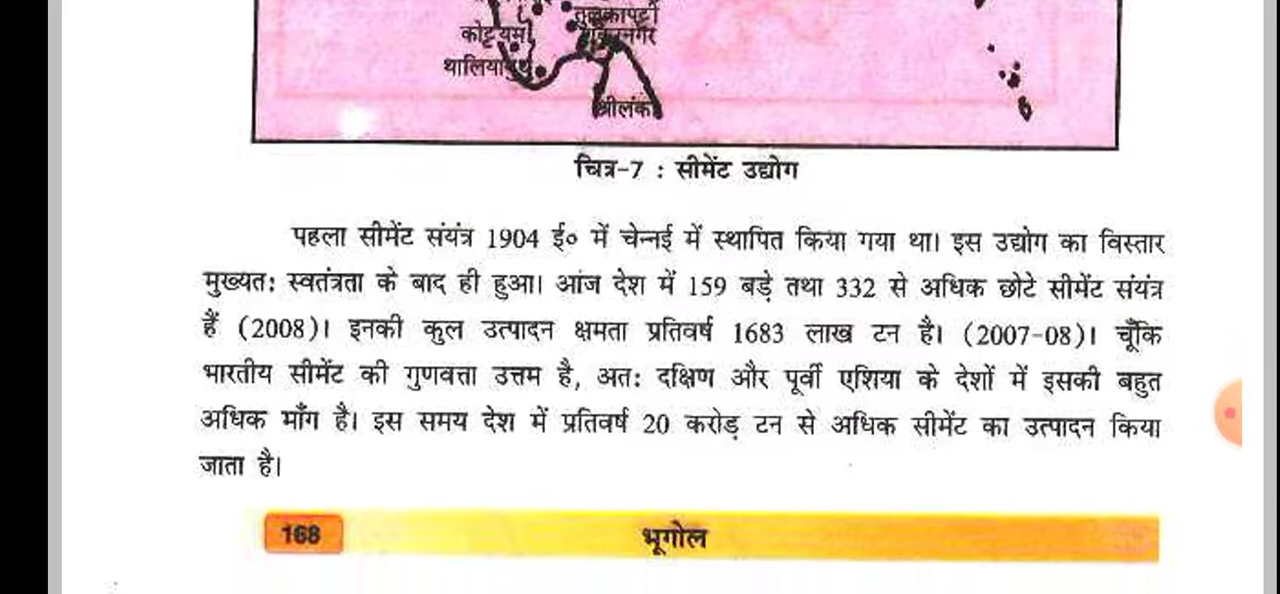 तुलुकापट्टी
कोट्टयम
श्रीलंका
चित्र-7 : सीमेंट उद्योग
पहला सीमेंट संयंत्र 1904 ई० में चेन्नई में स्थापित किया गया था। इस उद्योग का विस्तार
मुख्यत: स्वतंत्रता के बाद ही हुआ। आंज देश में 159 बड़े तथा 332 से अधिक छोटे सीमेंट संयंत्र
हैं (2008)। इनकी कुल उत्पादन क्षमता प्रतिवर्ष 1683 लाख टन है। (2007-08)। चूँकि
भारतीय सीमेंट की गुणवत्ता उत्तम है, अत: दक्षिण और पूर्वी एशिया के देशों में इसकी बहुत
अधिक माँग है। इस समय देश में प्रतिवर्ष 20 करोड़ टन से अधिक सीमेंट का उत्पादन किया
जाता है।
168
भूगोल